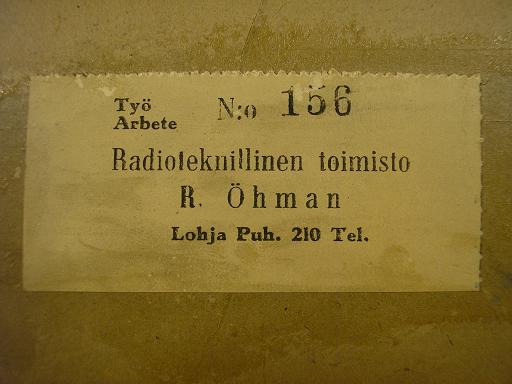 Työ N:o 156
Arbete
Radioteknillinen toimisto
R. Öhman
Lohja Puh. 210 Tel.